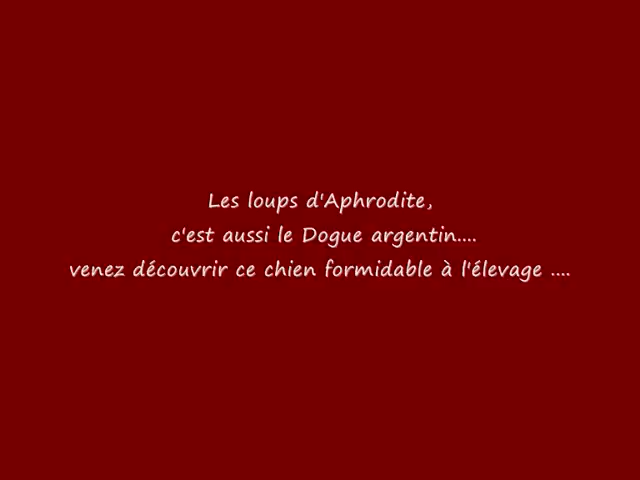 Les loups d'Aphrodite,
c'est aussi le Dogue argentin....
venez découvrir ce chien formidable à l'élevage ....